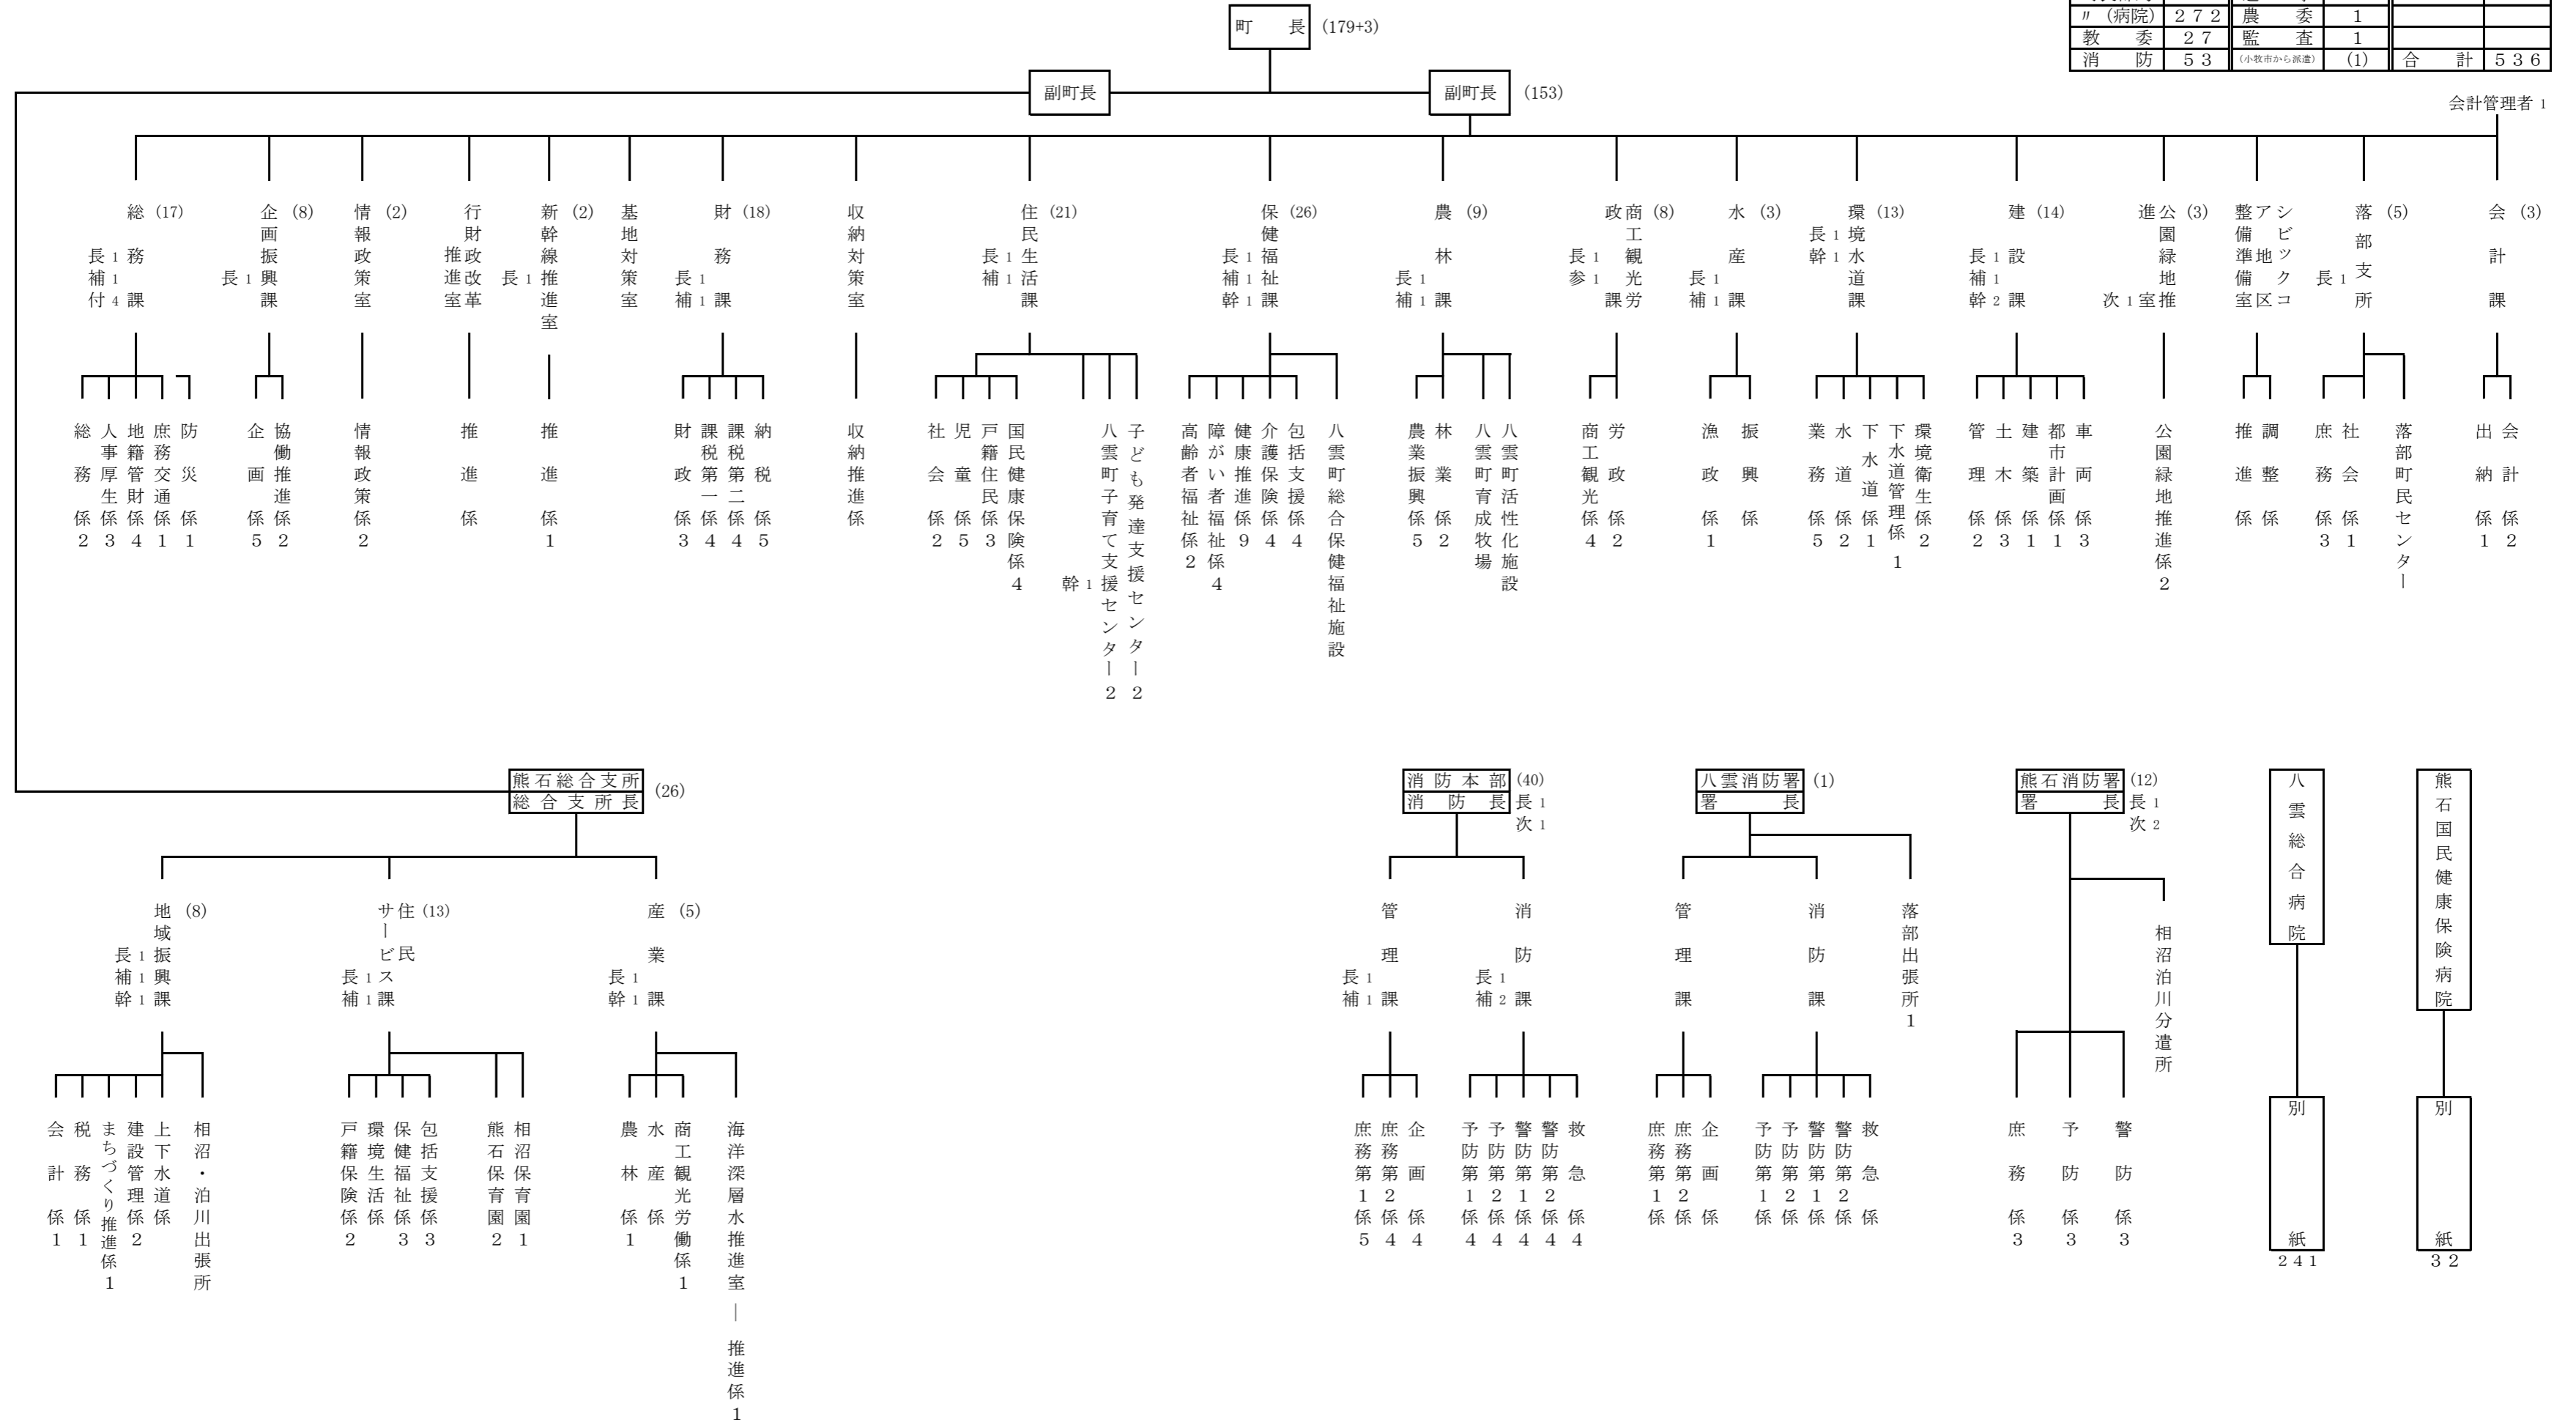 町長 (179+3)
〃（病院） 272 農委 1
教委 27 監査 1
消防 53 （小牧市から派遣） (1) 合計 536
副町長
副町長 (153)
会計管理者 1
総務課 (17)
長1
補1
付4
企画振興課 (8)
長1
情報政策室 (2)
行財政改革推進室
新幹線推進室 (2)
長1
基地対策室
財務課 (18)
長1
補1
収納対策室
住民生活課 (21)
長1
補1
保健福祉課 (26)
長1
補1
幹1
農林課 (9)
長1
補1
商工観光労政課 (8)
長1
参1
水産課 (3)
長1
補1
環境水道課 (13)
長1
幹1
建設課 (14)
長1
補1
幹2
公園緑地推進室 (3)
次1
シビックコア地区整備準備室
落部支所 (5)
長1
会計課 (3)
総務係2
人事厚生係3
地籍管財係4
庶務交通係1
防災係1
企画係5
協働推進係2
情報政策係2
推進係
推進係1
財政係3
課税第一係4
課税第二係4
納税係5
収納推進係
社会係2
児童係5
戸籍住民係3
国民健康保険係4
幹1
八雲町子育て支援センター2
子ども発達支援センター2
高齢者福祉係2
障がい者福祉係4
健康推進係9
介護保険係4
包括支援係4
八雲町総合保健福祉施設
農業振興係5
林業係2
八雲町育成牧場
八雲町活性化施設
商工観光係4
労政係2
漁政係1
振興係
業務係5
水道係2
下水道係1
下水道管理係1
環境衛生係2
管理係2
土木係3
建築係1
都市計画係1
車両係3
公園緑地推進係2
推進係
調整係
庶務係3
社会係1
落部町民センター
出納係1
会計係2
熊石総合支所
総合支所長 (26)
地域振興課 (8)
長1
補1
幹1
住民サービス課 (13)
長1
補1
産業課 (5)
長1
幹1
会計係1
税務係1
まちづくり推進係1
建設管理係2
上下水道係
相沼・泊川出張所
戸籍保険係2
環境生活係
保健福祉係3
包括支援係3
熊石保育園2
相沼保育園1
農林係1
水産係
商工観光労働係1
海洋深層水推進室｜推進係1
消防本部 (40)
消防長 長1
次1
管理課
長1
補1
消防課
長1
補2
庶務第1係5
庶務第2係4
企画係4
予防第1係4
予防第2係4
警防第1係4
警防第2係4
救急係4
八雲消防署 (1)
署長
管理課
消防課
落部出張所1
庶務第1係
庶務第2係
企画係
予防第1係
予防第2係
警防第1係
警防第2係
救急係
熊石消防署 (12)
署長 長1
次2
相沼泊川分遣所
庶務係3
予防係3
警防係3
八雲総合病院
別紙
241
熊石国民健康保険病院
別紙
32